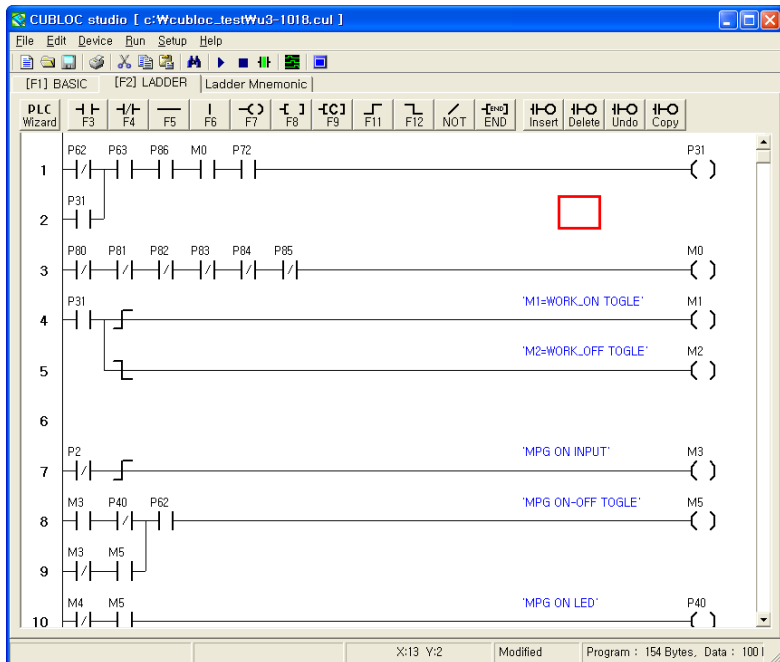 CUBLOC studio [ c:₩cubloc_test₩u3-1018.cul ]
File Edit Device Run Setup Help
[F1] BASIC [F2] LADDER Ladder Mnemonic
PLC Wizard F3 F4 F5 F6 F7 F8 F9 F11 F12 NOT [END] END Insert Delete Undo Copy
P62 P63 P86 M0 P72 P31
1
P31
2
P80 P81 P82 P83 P84 P85 M0
3
P31 'M1=WORK_ON TOGLE' M1
4
'M2=WORK_OFF TOGLE' M2
5
6
P2 'MPG ON INPUT' M3
7
M3 P40 P62 'MPG ON-OFF TOGLE' M5
8
M3 M5
9
M4 M5 'MPG ON LED' P40
10
X:13 Y:2 Modified Program : 154 Bytes, Data : 100